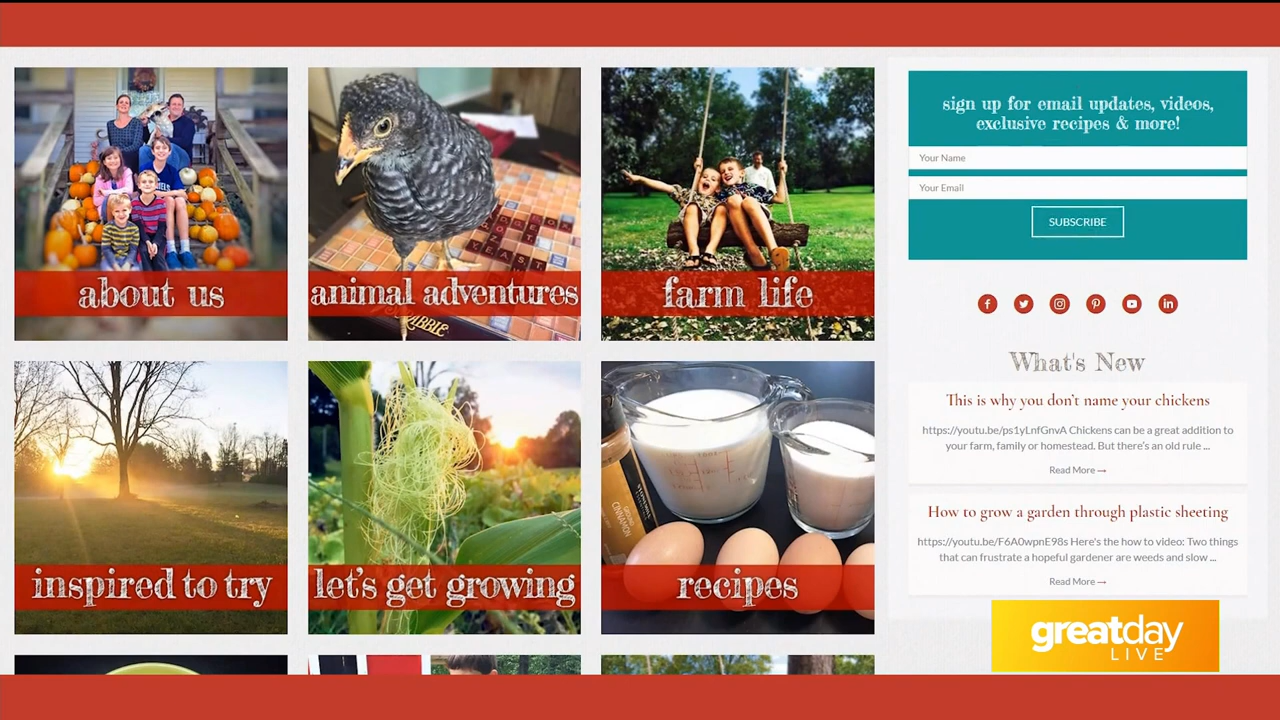 about us
animal adventures
SCRABBLE
farm life
inspired to try
let's get growing
CINNAMON
recipes
sign up for email updates, videos,
exclusive recipes & more!
Your Name
Your Email
SUBSCRIBE
What's New
This is why you don't name your chickens
https://youtu.be/ps1yLnfGnvA Chickens can be a great addition to
your farm, family or homestead. But there's an old rule ...
Read More →
How to grow a garden through plastic sheeting
https://youtu.be/F6A0wpnE98s Here's the how to video: Two things
that can frustrate a hopeful gardener are weeds and slow ...
Read More →
greatday
LIVE